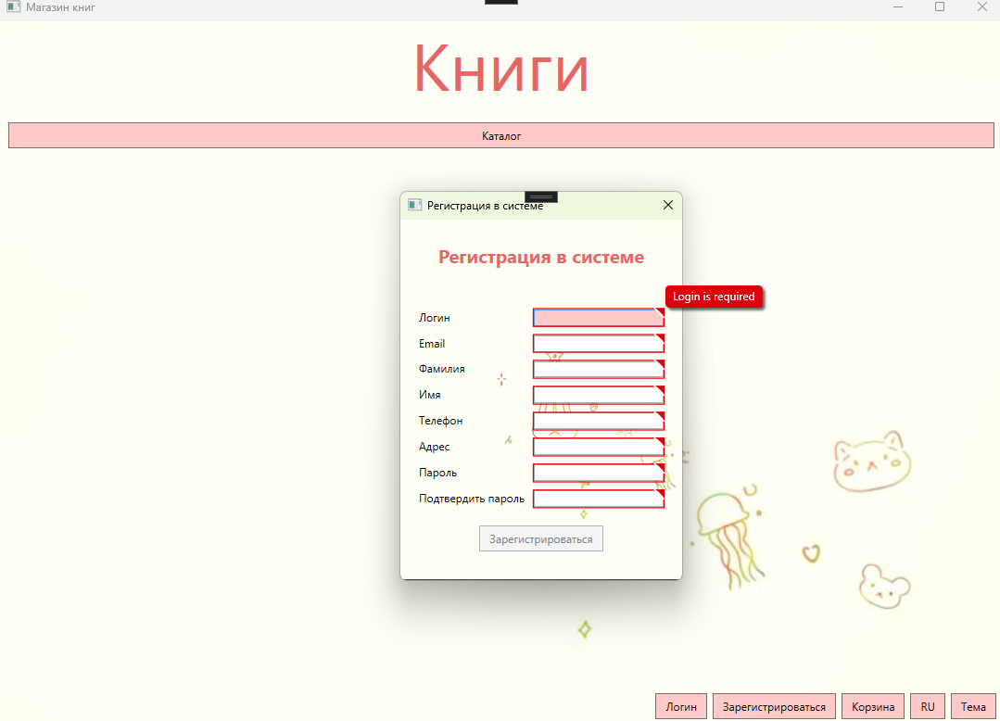 Магазин книг
Книги
Каталог
Регистрация в системе
Регистрация в системе
Login is required
Логин
Email
Фамилия
Имя
Телефон
Адрес
Пароль
Подтвердить пароль
Зарегистрироваться
Логин Зарегистрироваться Корзина RU Тема